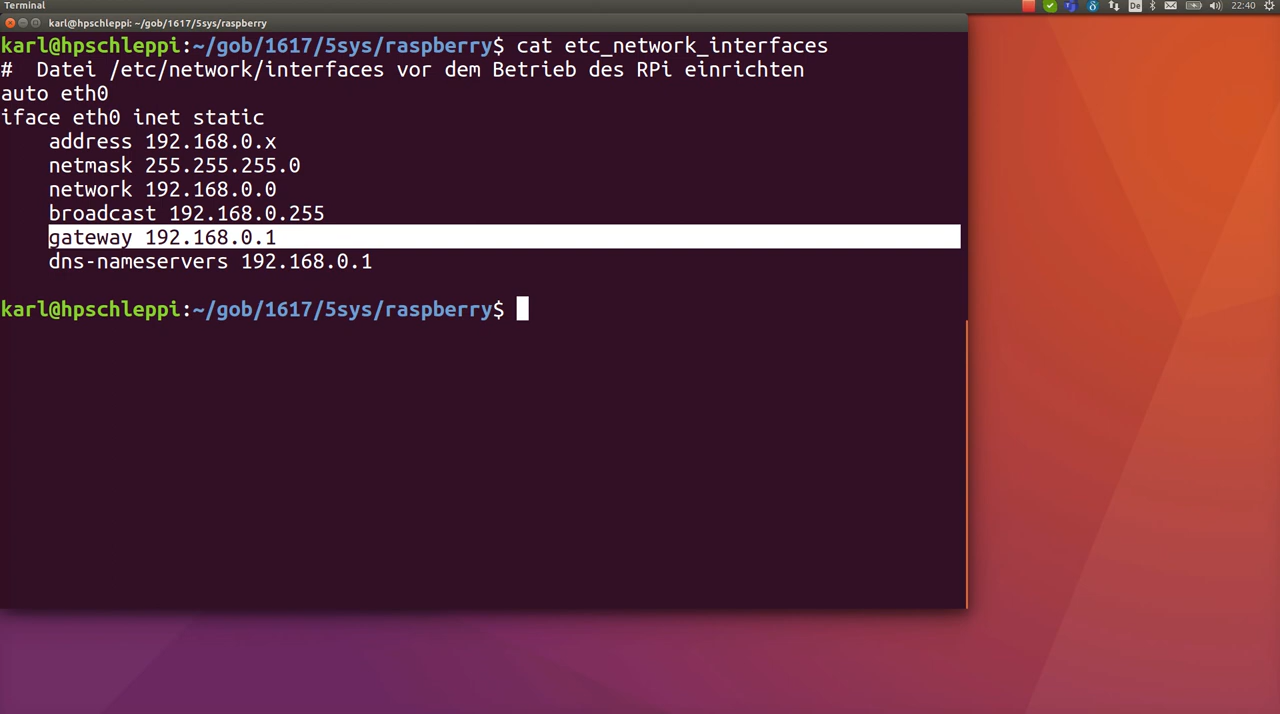 Terminal
De
22:40
karl@hpschleppi: ~/gob/1617/5sys/raspberry
karl@hpschleppi:~/gob/1617/5sys/raspberry$ cat etc_network_interfaces
#  Datei /etc/network/interfaces vor dem Betrieb des RPi einrichten
auto eth0
iface eth0 inet static
    address 192.168.0.x
    netmask 255.255.255.0
    network 192.168.0.0
    broadcast 192.168.0.255
    gateway 192.168.0.1
    dns-nameservers 192.168.0.1
karl@hpschleppi:~/gob/1617/5sys/raspberry$